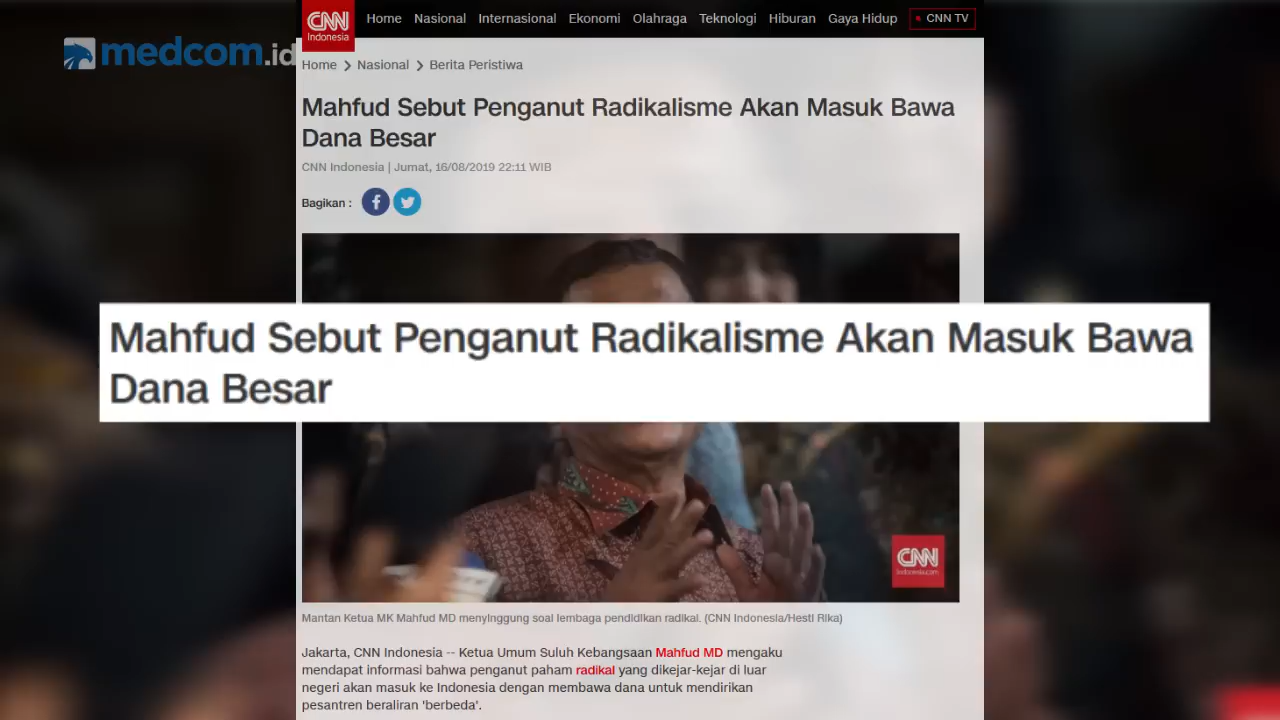 medcom.id
CNN
Indonesia
Home Nasional Internasional Ekonomi Olahraga Teknologi Hiburan Gaya Hidup CNN TV
Home > Nasional > Berita Peristiwa
Mahfud Sebut Penganut Radikalisme Akan Masuk Bawa
Dana Besar
CNN Indonesia | Jumat, 16/08/2019 22:11 WIB
Bagikan :
Mahfud Sebut Penganut Radikalisme Akan Masuk Bawa
Dana Besar
CNN
indonesia.com
Mantan Ketua MK Mahfud MD menyinggung soal lembaga pendidikan radikal. (CNN Indonesia/Hesti Rika)
Jakarta, CNN Indonesia -- Ketua Umum Suluh Kebangsaan Mahfud MD mengaku
mendapat informasi bahwa penganut paham radikal yang dikejar-kejar di luar
negeri akan masuk ke Indonesia dengan membawa dana untuk mendirikan
pesantren beraliran 'berbeda'.